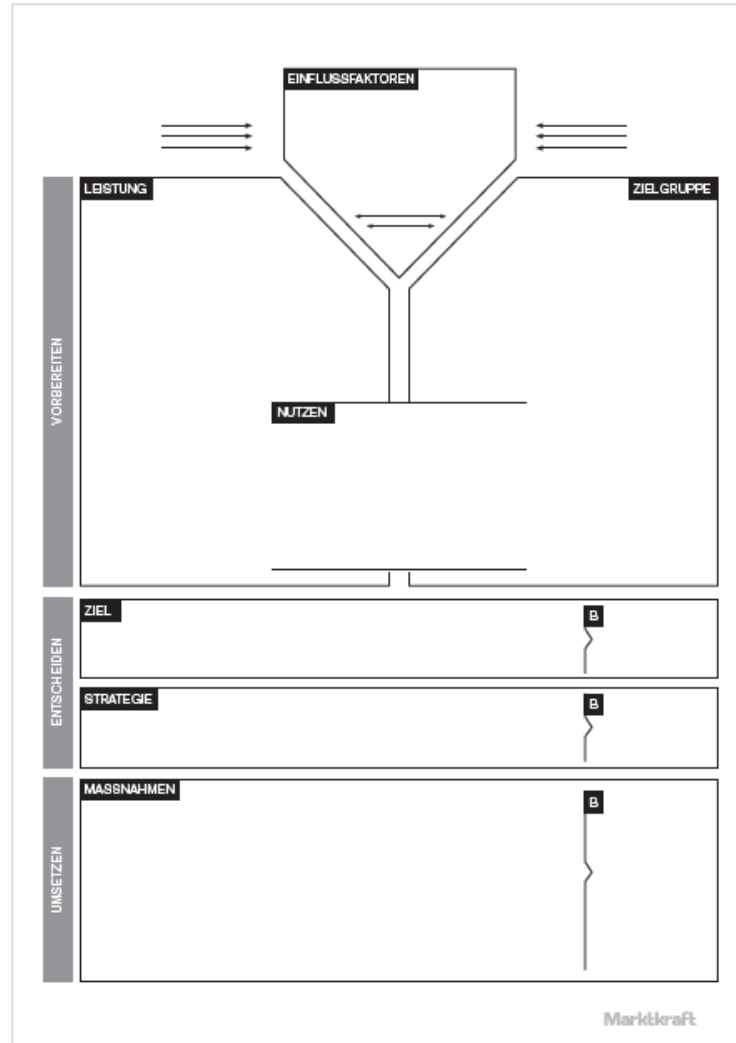 EINFLUSSFAKTOREN
LEISTUNG
ZIELGRUPPE
VORBEREITEN
NUTZEN
ENTSCHEIDEN
ZIEL
B
STRATEGIE
B
UMSETZEN
MASSNAHMEN
B
Marktkraft